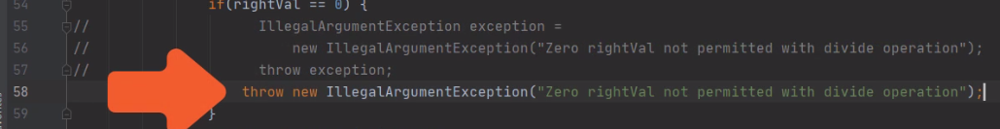 54 if(rightVal == 0) {
55 // IllegalArgumentException exception =
56 // new IllegalArgumentException("Zero rightVal not permitted with divide operation");
57 // throw exception;
58 throw new IllegalArgumentException("Zero rightVal not permitted with divide operation");
59 }